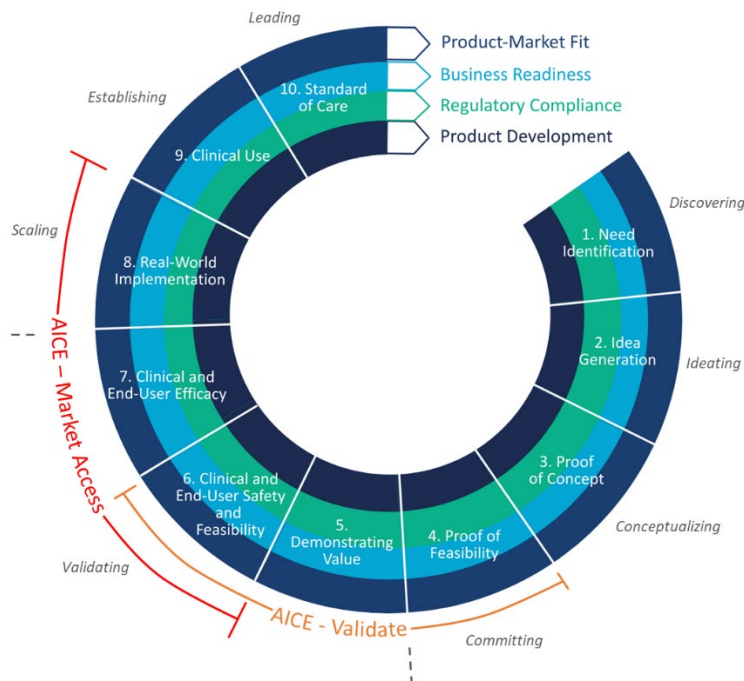 Leading
Product-Market Fit
Business Readiness
Regulatory Compliance
Product Development
Establishing
10. Standard
of Care
9. Clinical Use
Discovering
1. Need
Identification
Scaling
8. Real-World
Implementation
2. Idea
Generation
Ideating
7. Clinical and
End-User Efficacy
AICE – Market Access
3. Proof
of Concept
6. Clinical and
End-User Safety
and
Feasibility
5.
Demonstrating
Value
4. Proof of
Feasibility
Conceptualizing
Validating
AICE - Validate
Committing